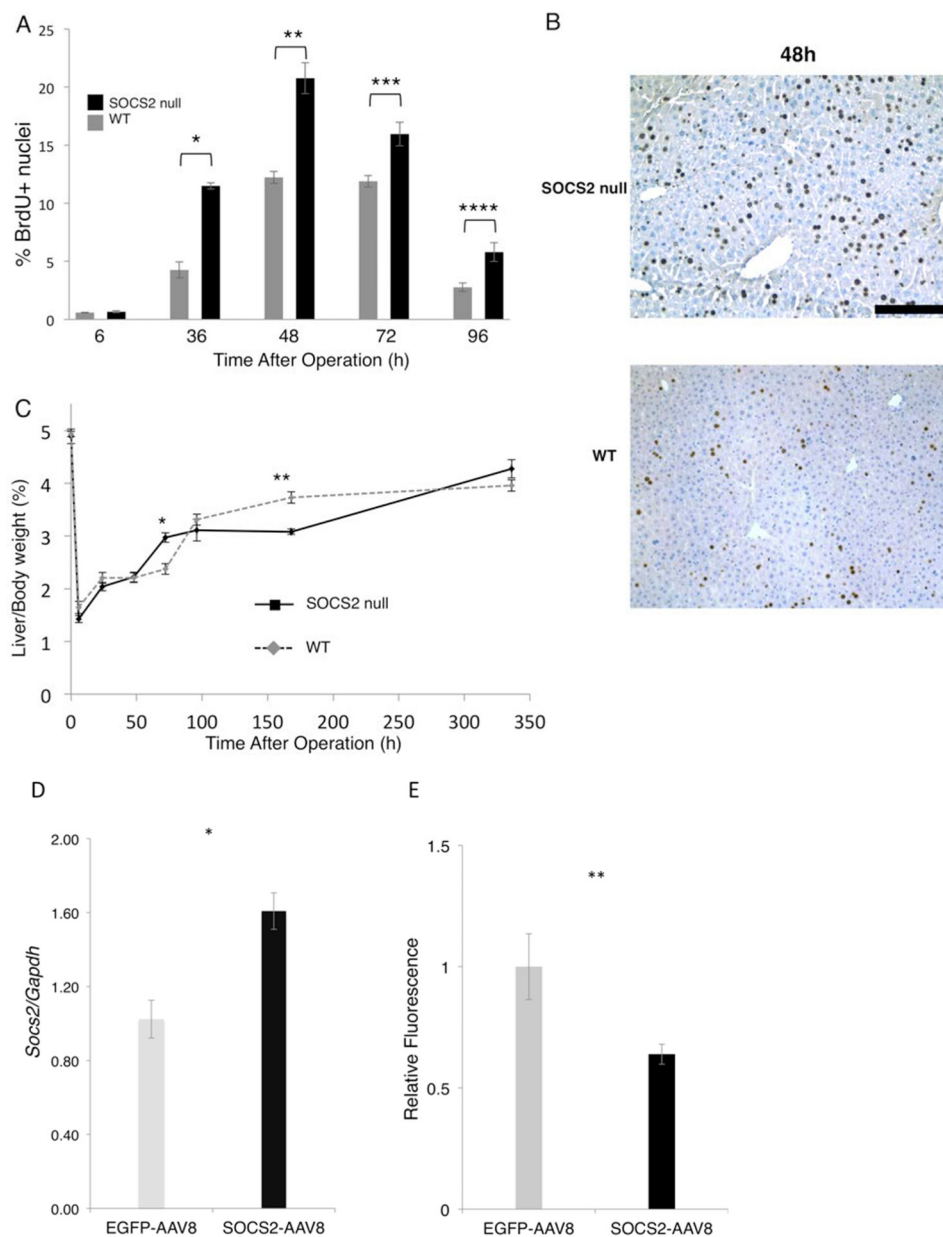 A
25
20
15
10
5
0
% BrdU+ nuclei
SOCS2 null
WT
*
**
***
****
6 36 48 72 96
Time After Operation (h)
B
48h
SOCS2 null
WT
C
5
4
3
2
1
0
Liver/Body weight (%)
*
**
SOCS2 null
WT
0 50 100 150 200 250 300 350
Time After Operation (h)
D
2.00
1.60
1.20
0.80
0.40
0.00
Socs2/Gapdh
*
EGFP-AAV8 SOCS2-AAV8
E
1.5
1
0.5
0
Relative Fluorescence
**
EGFP-AAV8 SOCS2-AAV8